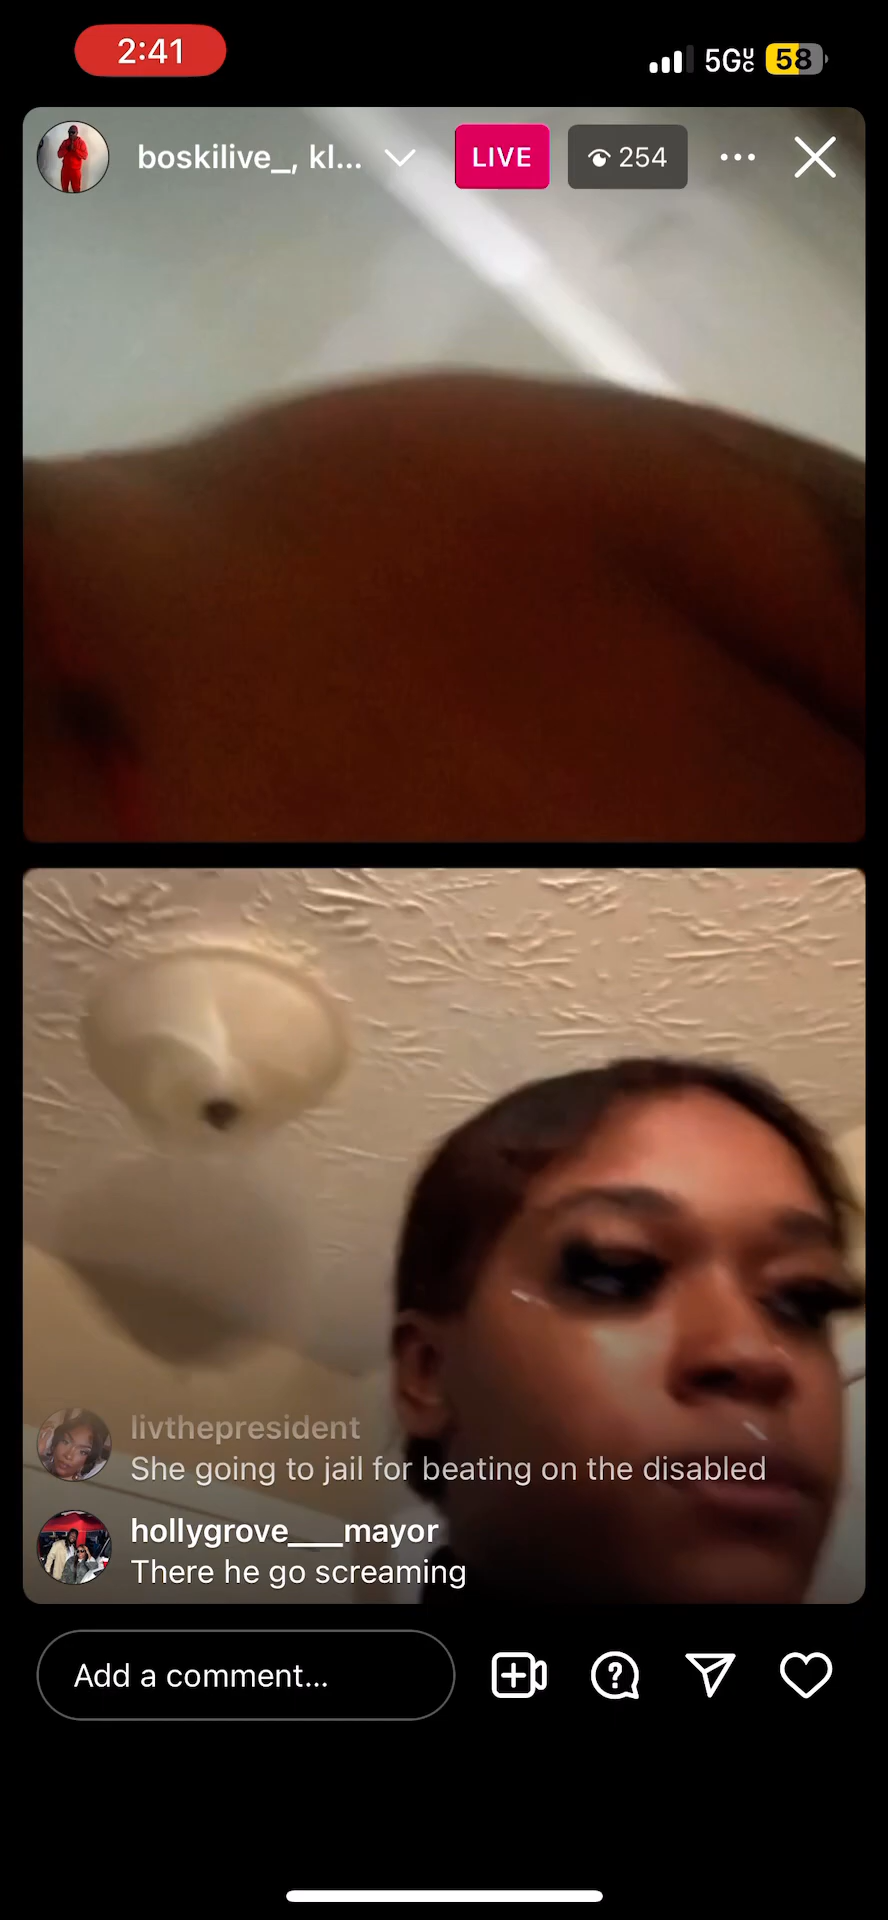 2:41
5GUC 58
boskilive_, kl...
LIVE
254
livthepresident
She going to jail for beating on the disabled
hollygrove___mayor
There he go screaming
Add a comment...